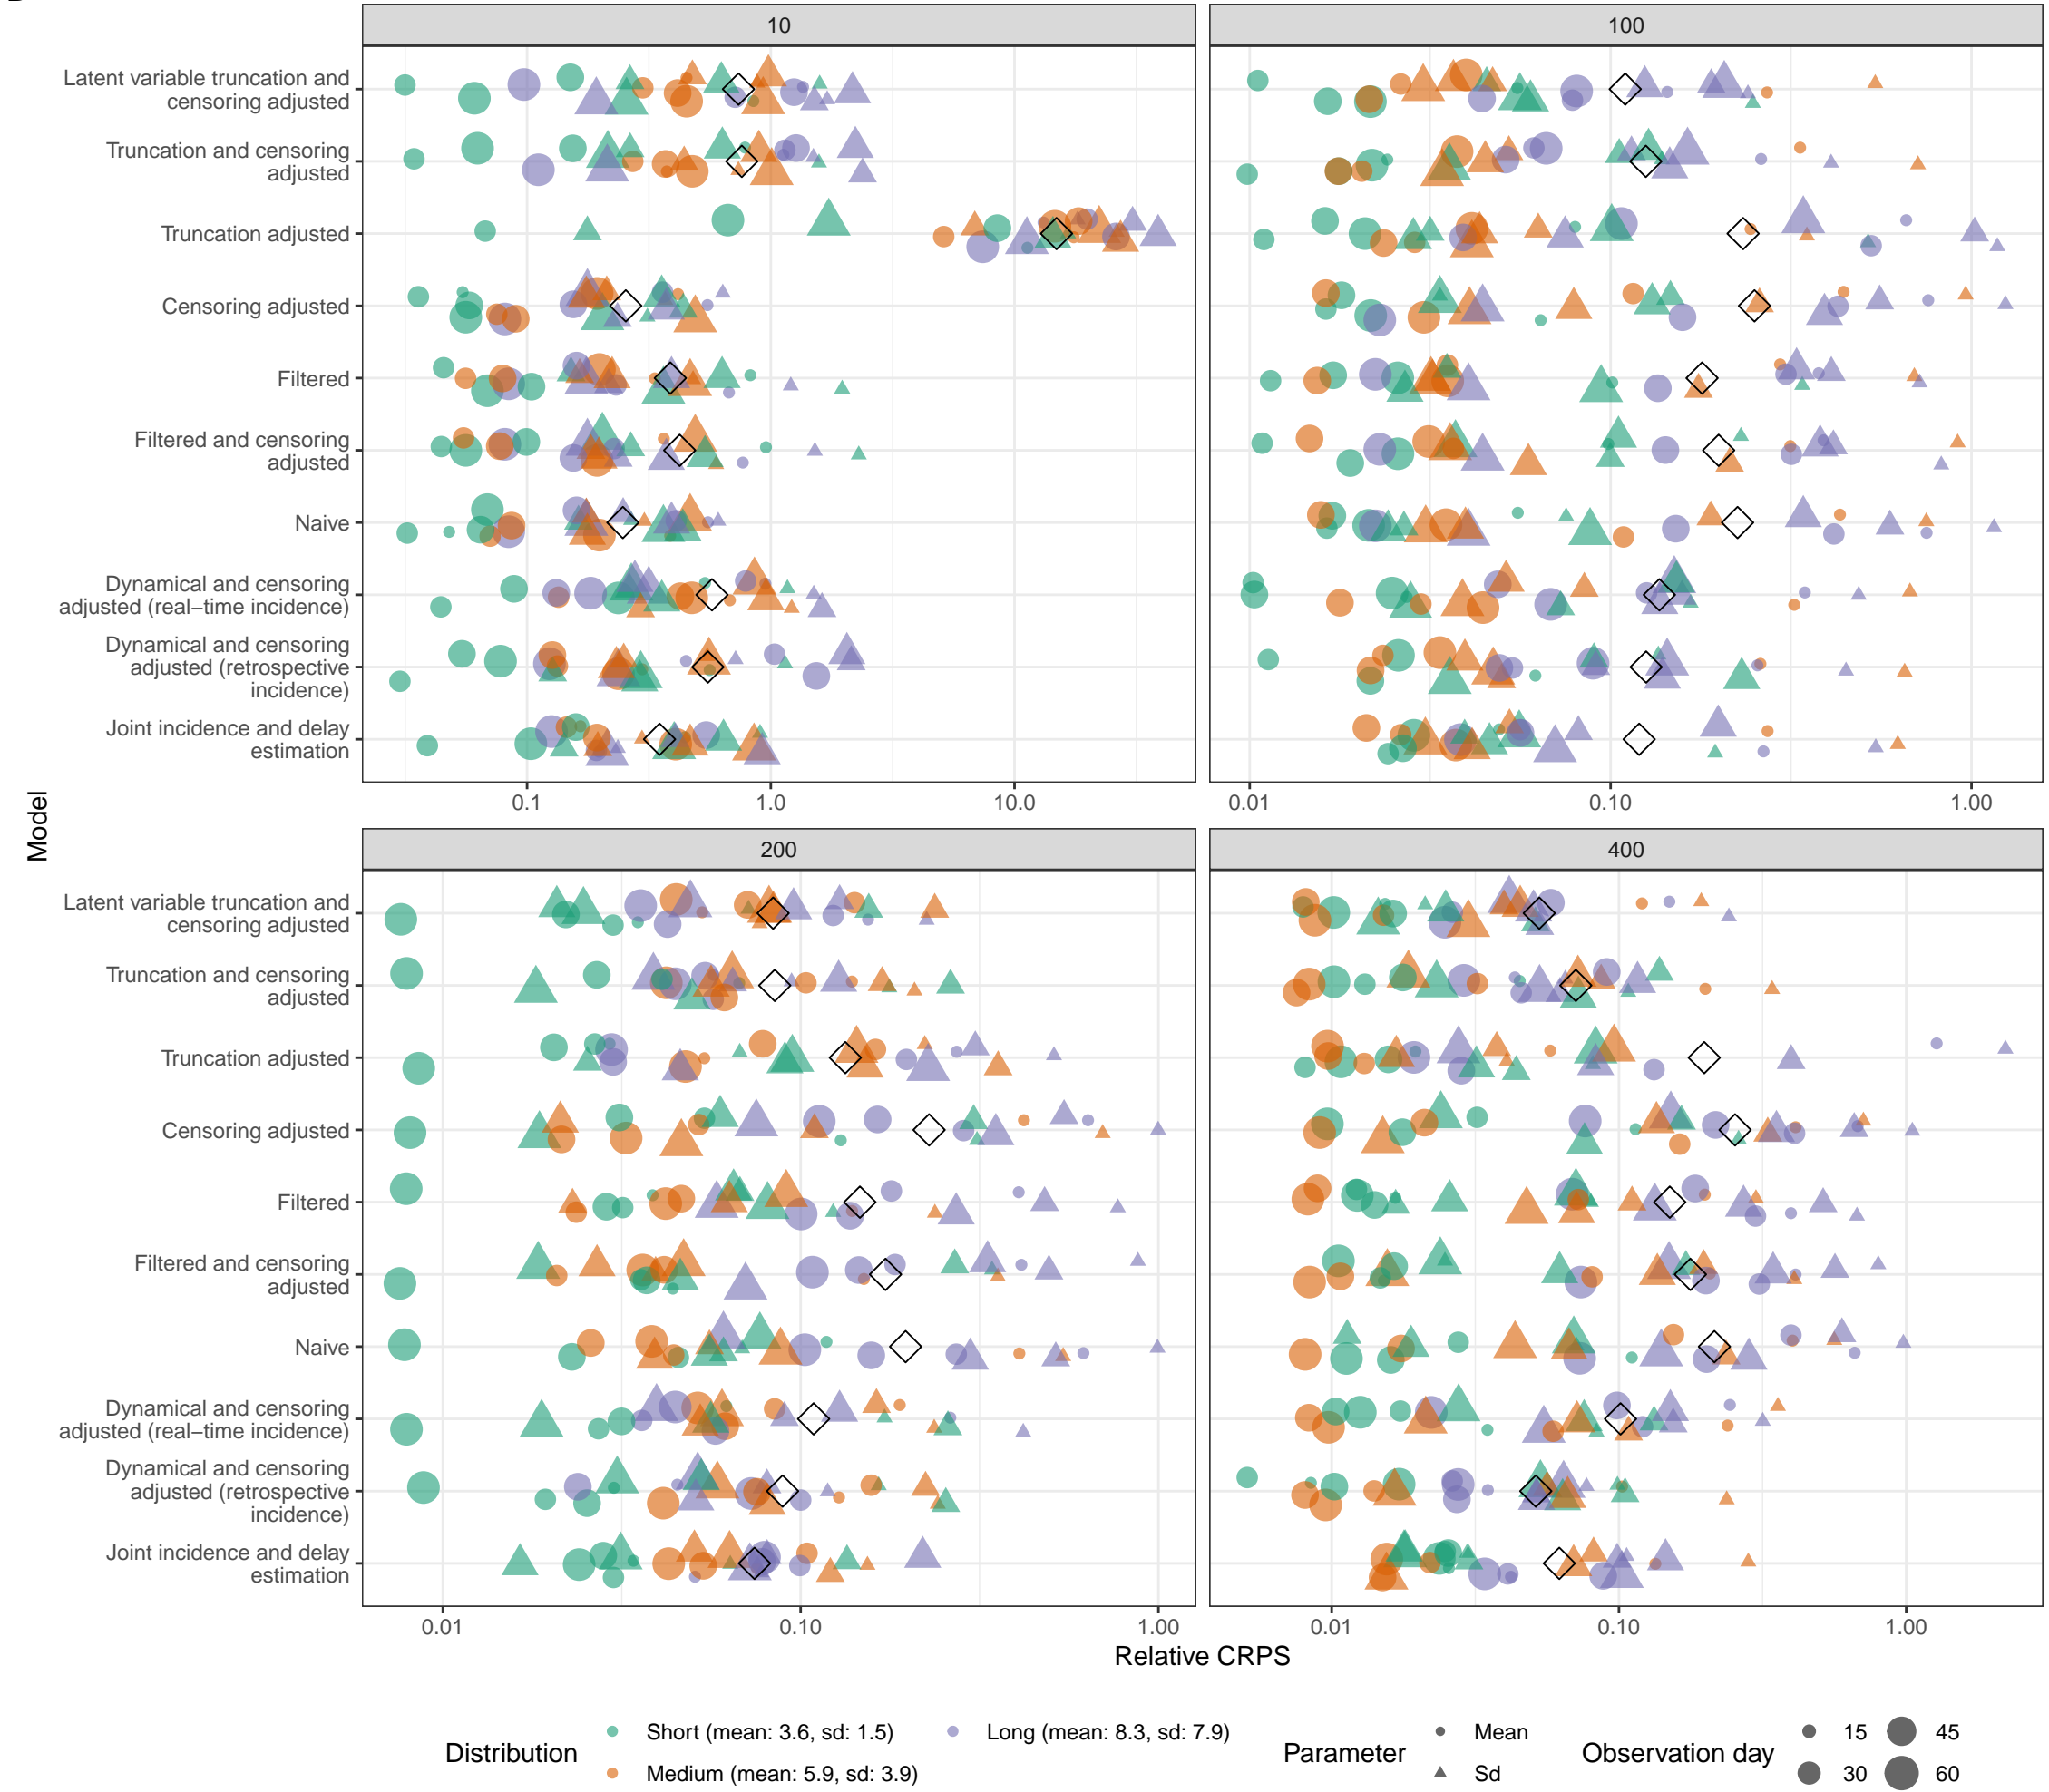 10
100
Latent variable truncation and
censoring adjusted
Truncation and censoring
adjusted
Truncation adjusted
Censoring adjusted
Filtered
Filtered and censoring
adjusted
Naive
Dynamical and censoring
adjusted (real−time incidence)
Dynamical and censoring
adjusted (retrospective
incidence)
Joint incidence and delay
estimation
0.1 1.0 10.0
0.01 0.10 1.00
Model
200
400
Latent variable truncation and
censoring adjusted
Truncation and censoring
adjusted
Truncation adjusted
Censoring adjusted
Filtered
Filtered and censoring
adjusted
Naive
Dynamical and censoring
adjusted (real−time incidence)
Dynamical and censoring
adjusted (retrospective
incidence)
Joint incidence and delay
estimation
0.01 0.10 1.00
0.01 0.10 1.00
Relative CRPS
Distribution
Short (mean: 3.6, sd: 1.5)
Medium (mean: 5.9, sd: 3.9)
Long (mean: 8.3, sd: 7.9)
Parameter
Mean
Sd
Observation day
15
30
45
60